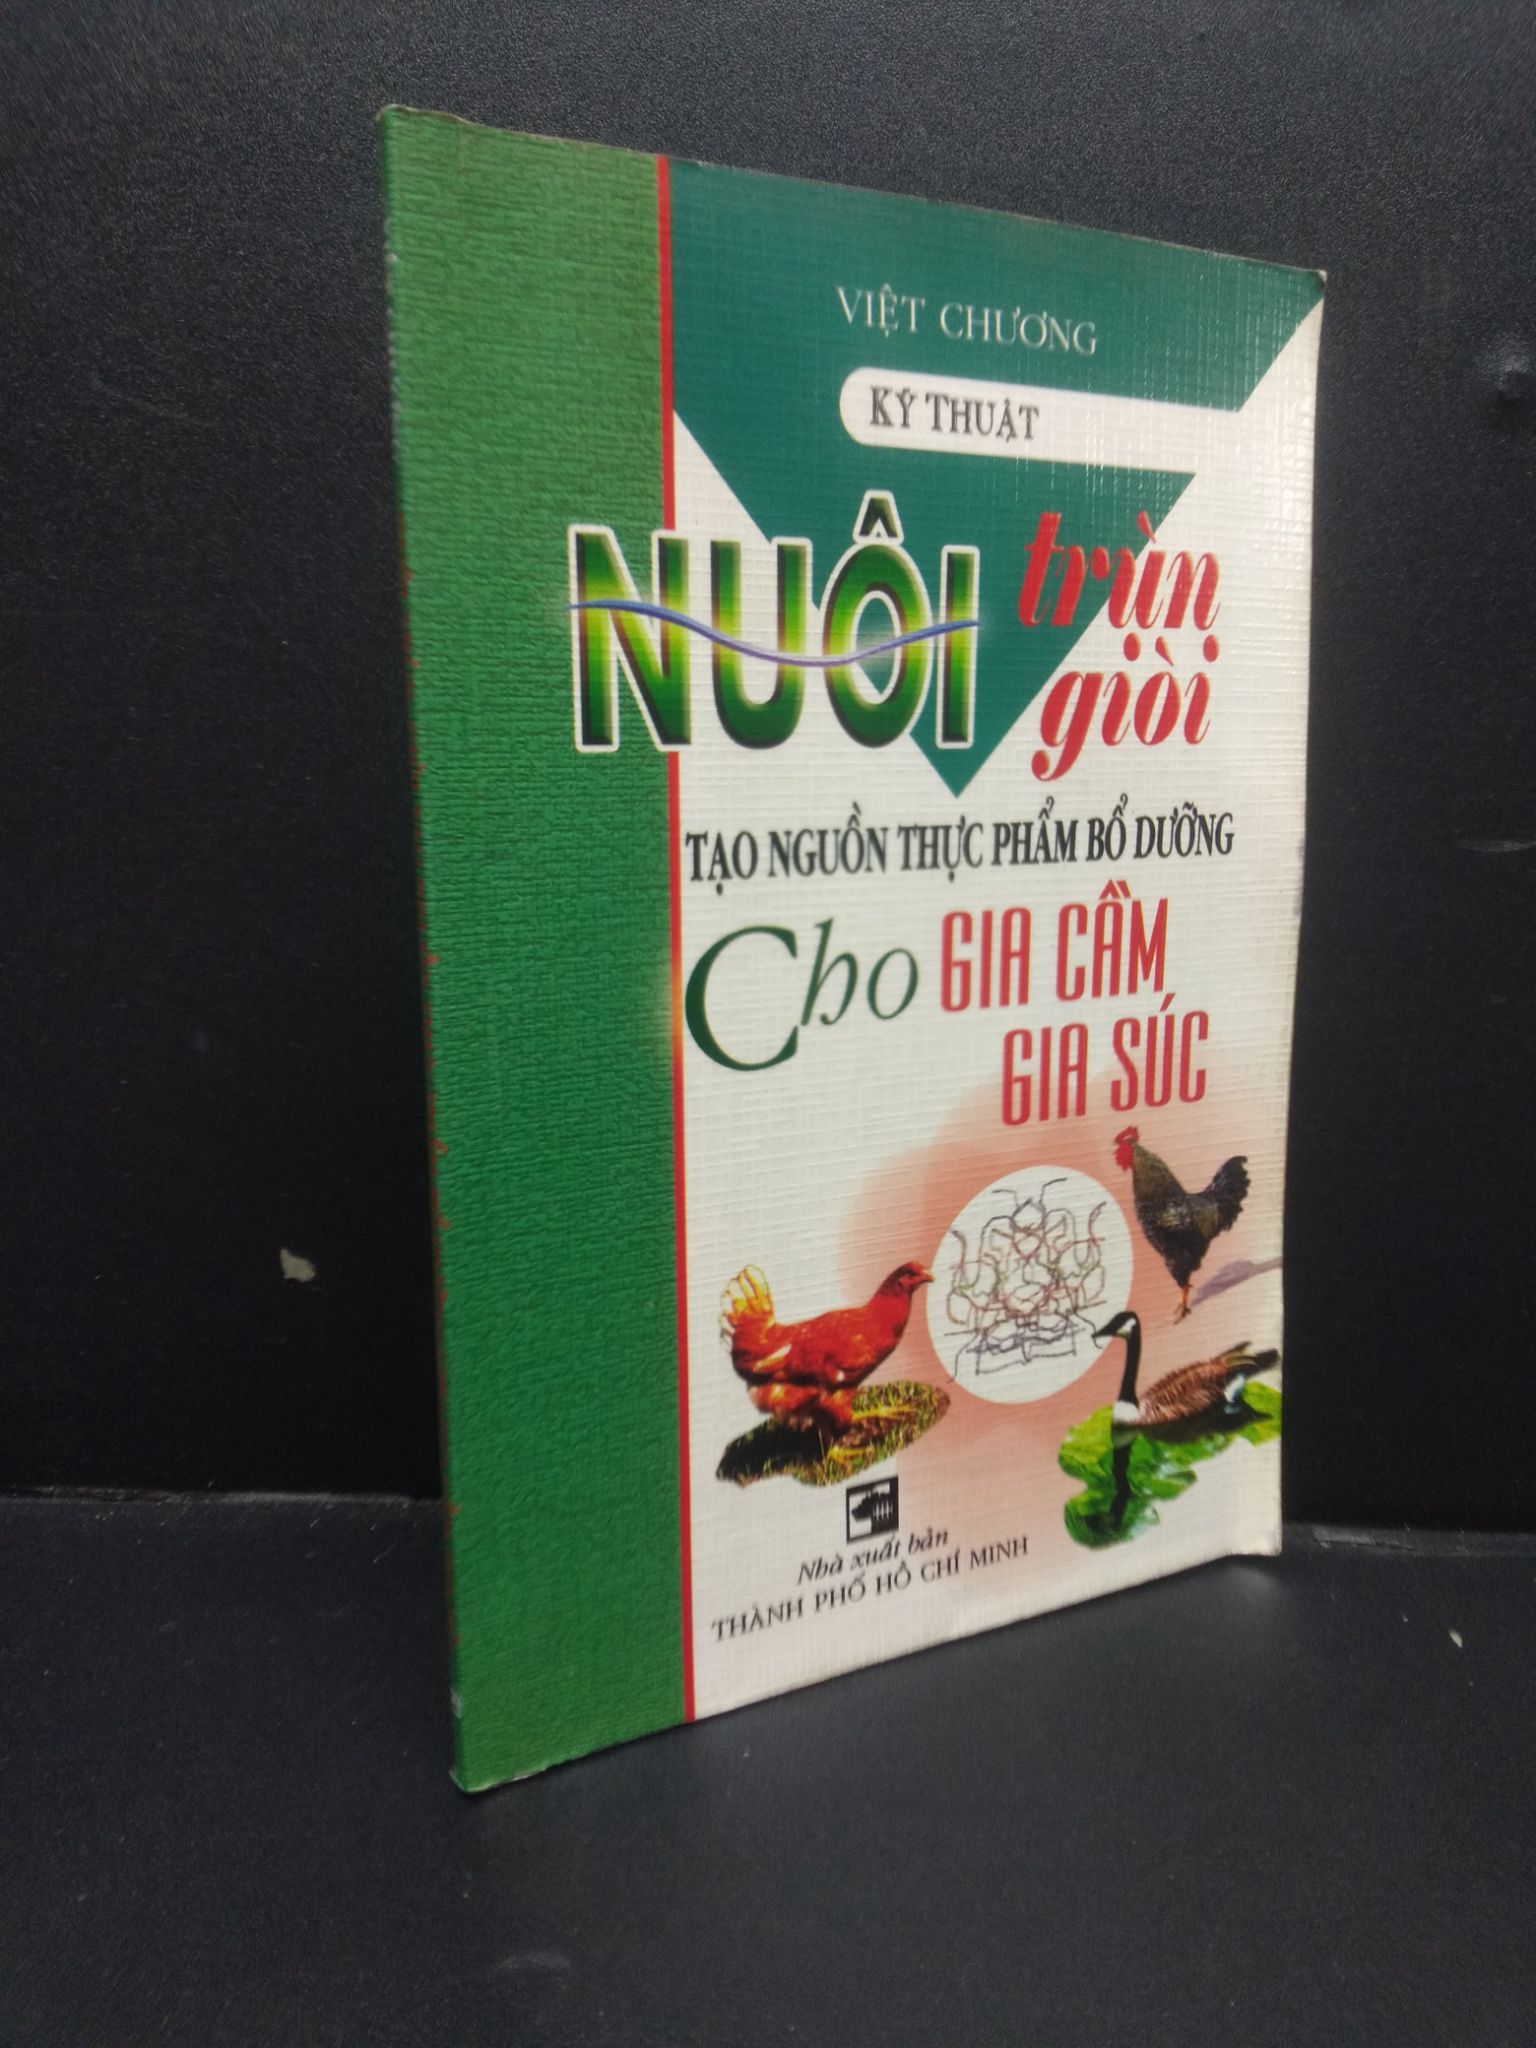 VIỆT CHƯƠNG
KỸ THUẬT
NUÔI trùn
giòi
TẠO NGUỒN THỰC PHẨM BỔ DƯỠNG
Cho GIA CẦM
GIA SÚC
Nhà xuất bản
THÀNH PHỐ HỒ CHÍ MINH